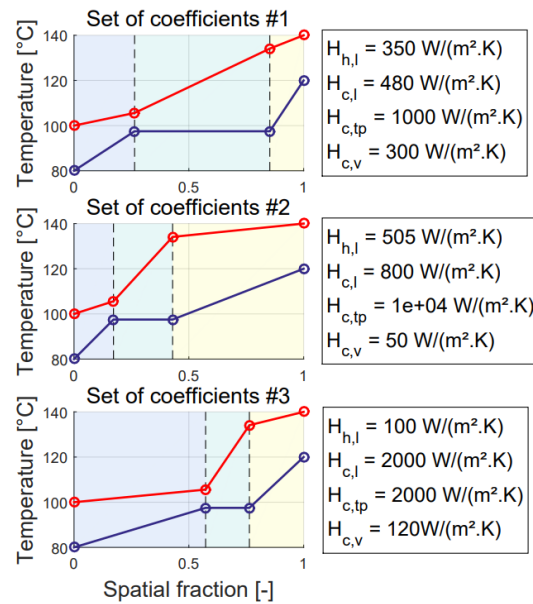 Set of coefficients #1
Temperature [°C]
140
120
100
80
0
0.5
1
H_h,l = 350 W/(m².K)
H_c,l = 480 W/(m².K)
H_c,tp = 1000 W/(m².K)
H_c,v = 300 W/(m².K)
Set of coefficients #2
Temperature [°C]
140
120
100
80
0
0.5
1
H_h,l = 505 W/(m².K)
H_c,l = 800 W/(m².K)
H_c,tp = 1e+04 W/(m².K)
H_c,v = 50 W/(m².K)
Set of coefficients #3
Temperature [°C]
140
120
100
80
0
0.5
1
Spatial fraction [-]
H_h,l = 100 W/(m².K)
H_c,l = 2000 W/(m².K)
H_c,tp = 2000 W/(m².K)
H_c,v = 120W/(m².K)